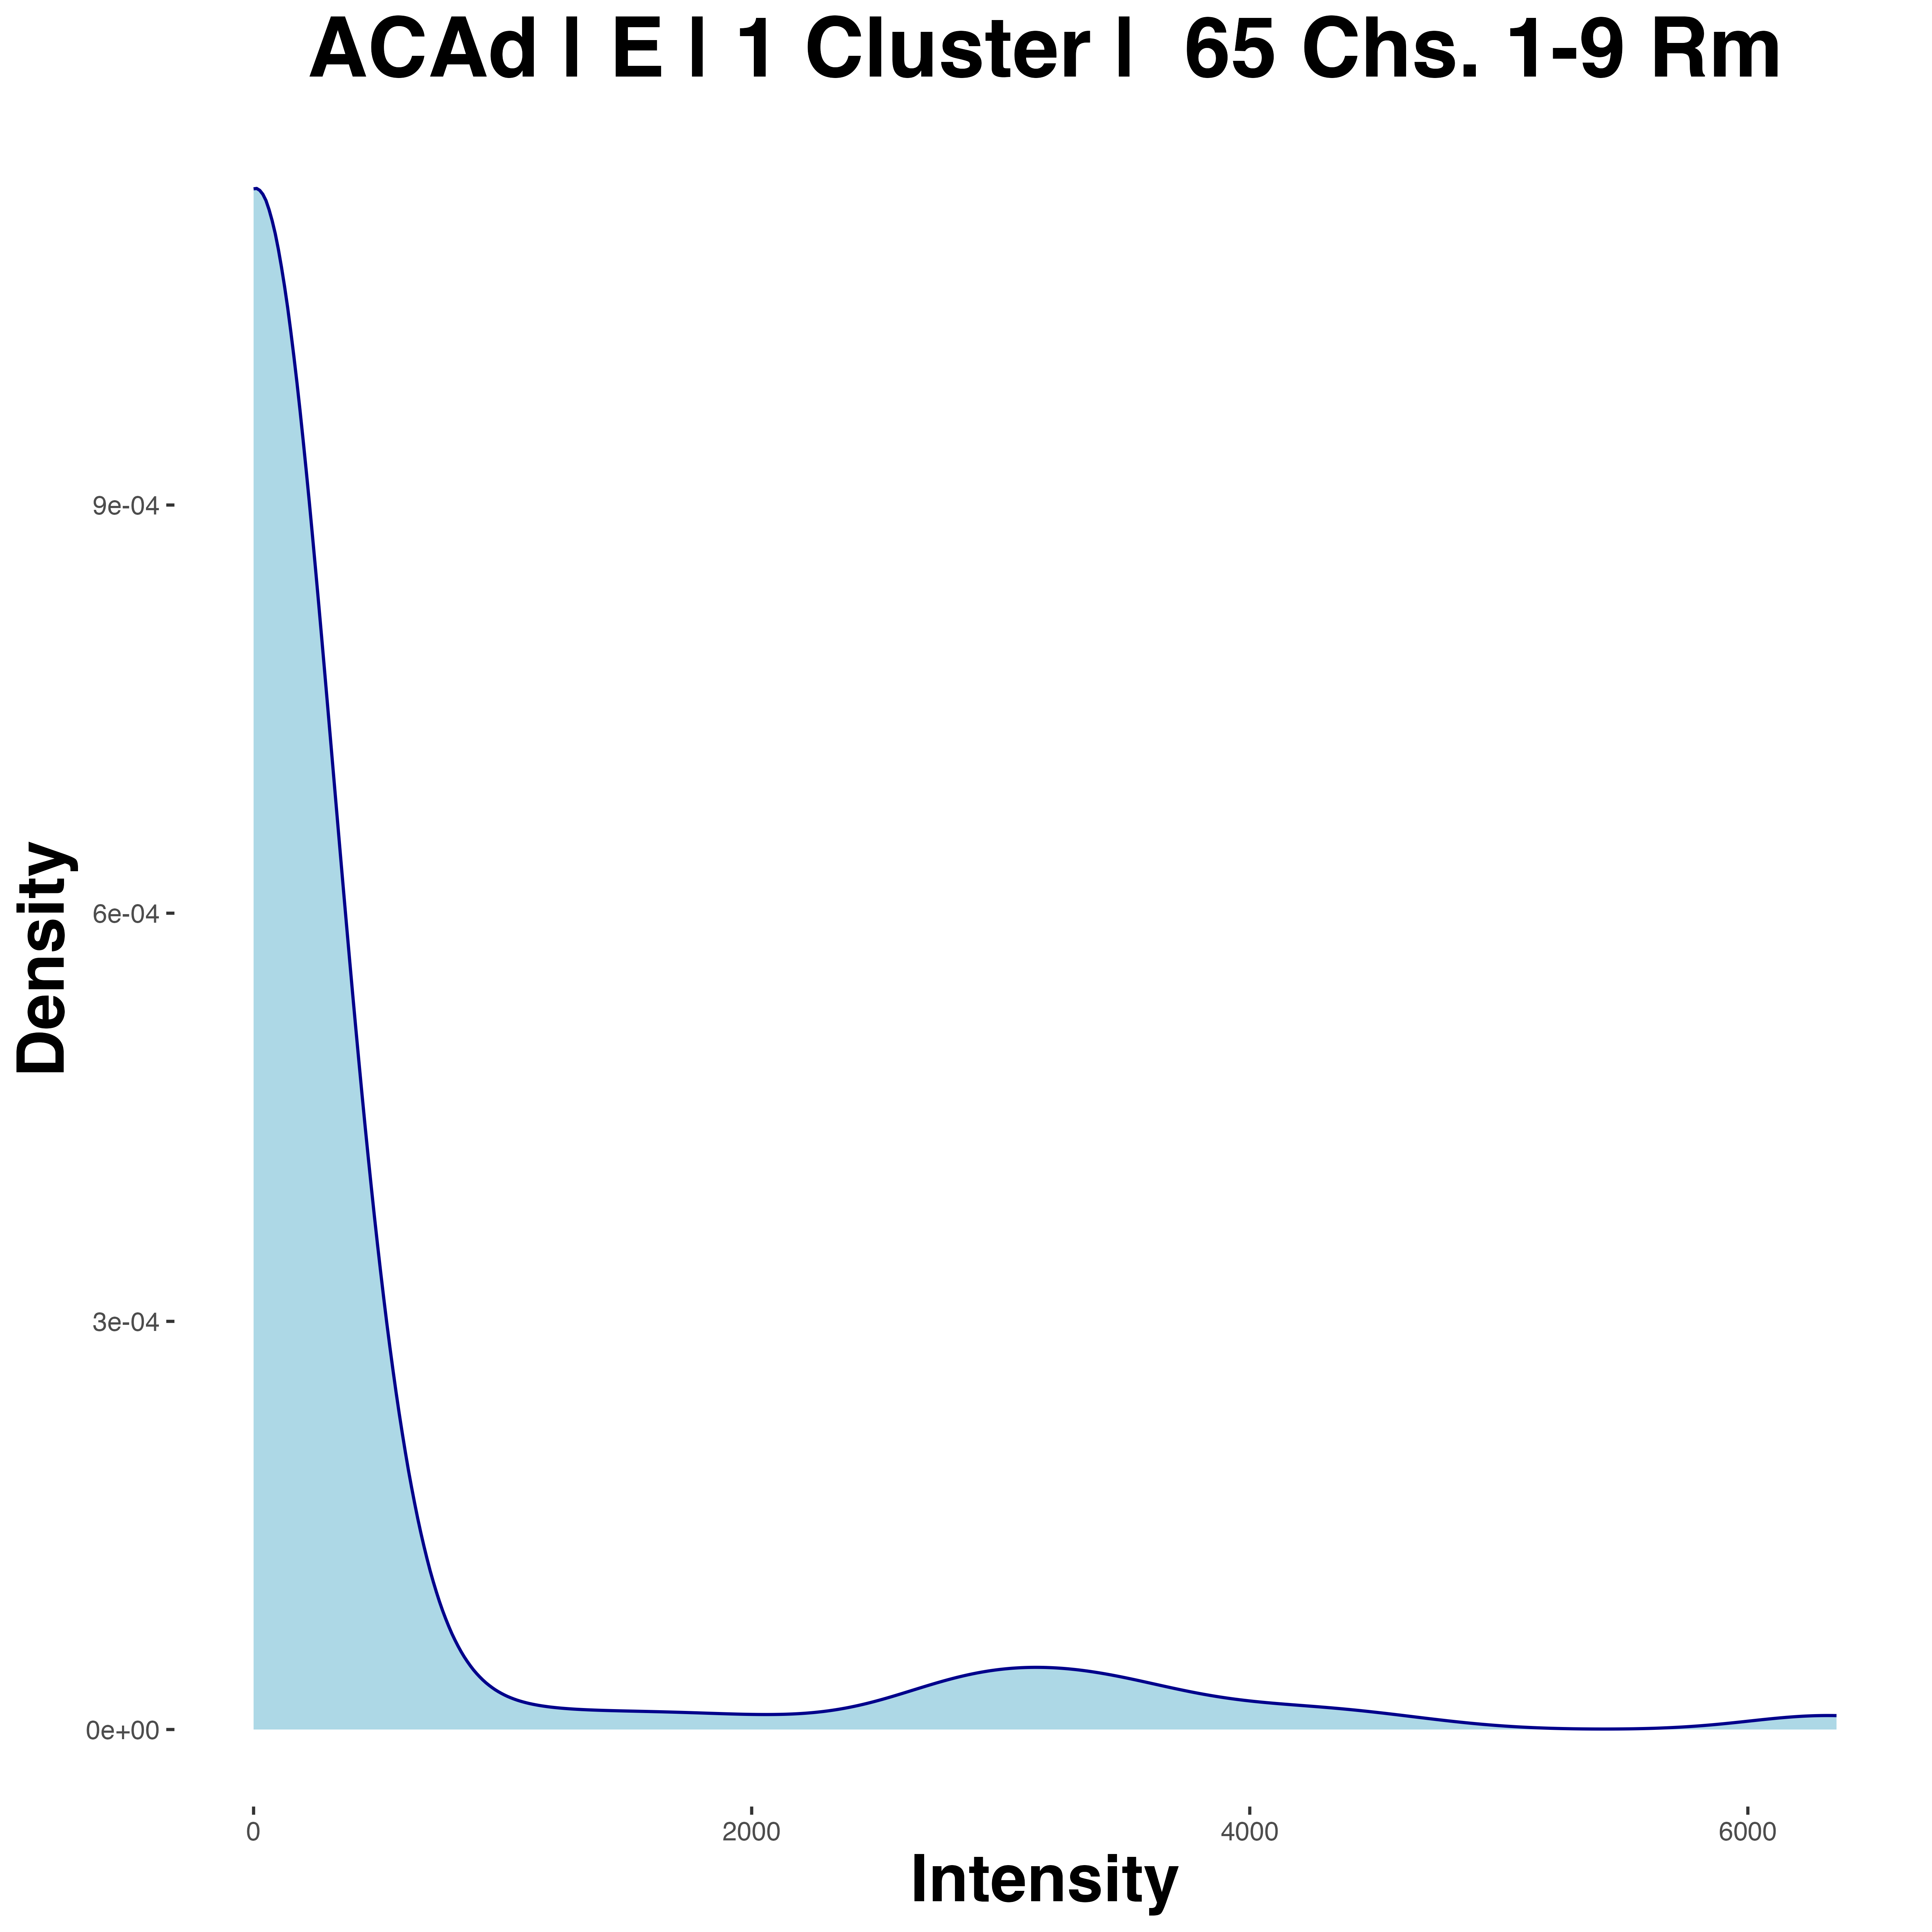 ACAd | E | 1 Cluster |  65 Chs. 1-9 Rm
Density
9e-04
6e-04
3e-04
0e+00
0
2000
4000
6000
Intensity